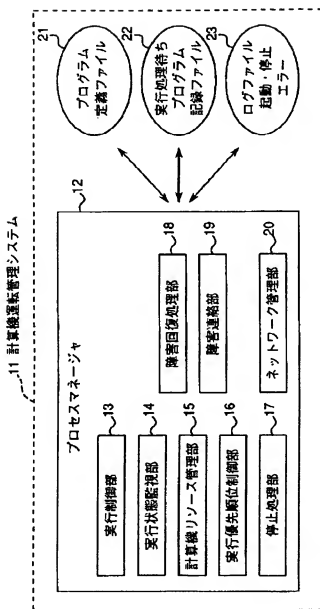 11 計算機運転管理システム
12
プロセスマネージャ
13
実行制御部
14
実行状態監視部
15
計算機リソース管理部
16
実行優先順位制御部
17
停止処理部
18
障害回復処理部
19
障害連絡部
20
ネットワーク管理部
21
プログラム
定義ファイル
22
実行処理待ち
プログラム
記録ファイル
23
ログファイル
起動・停止
エラー